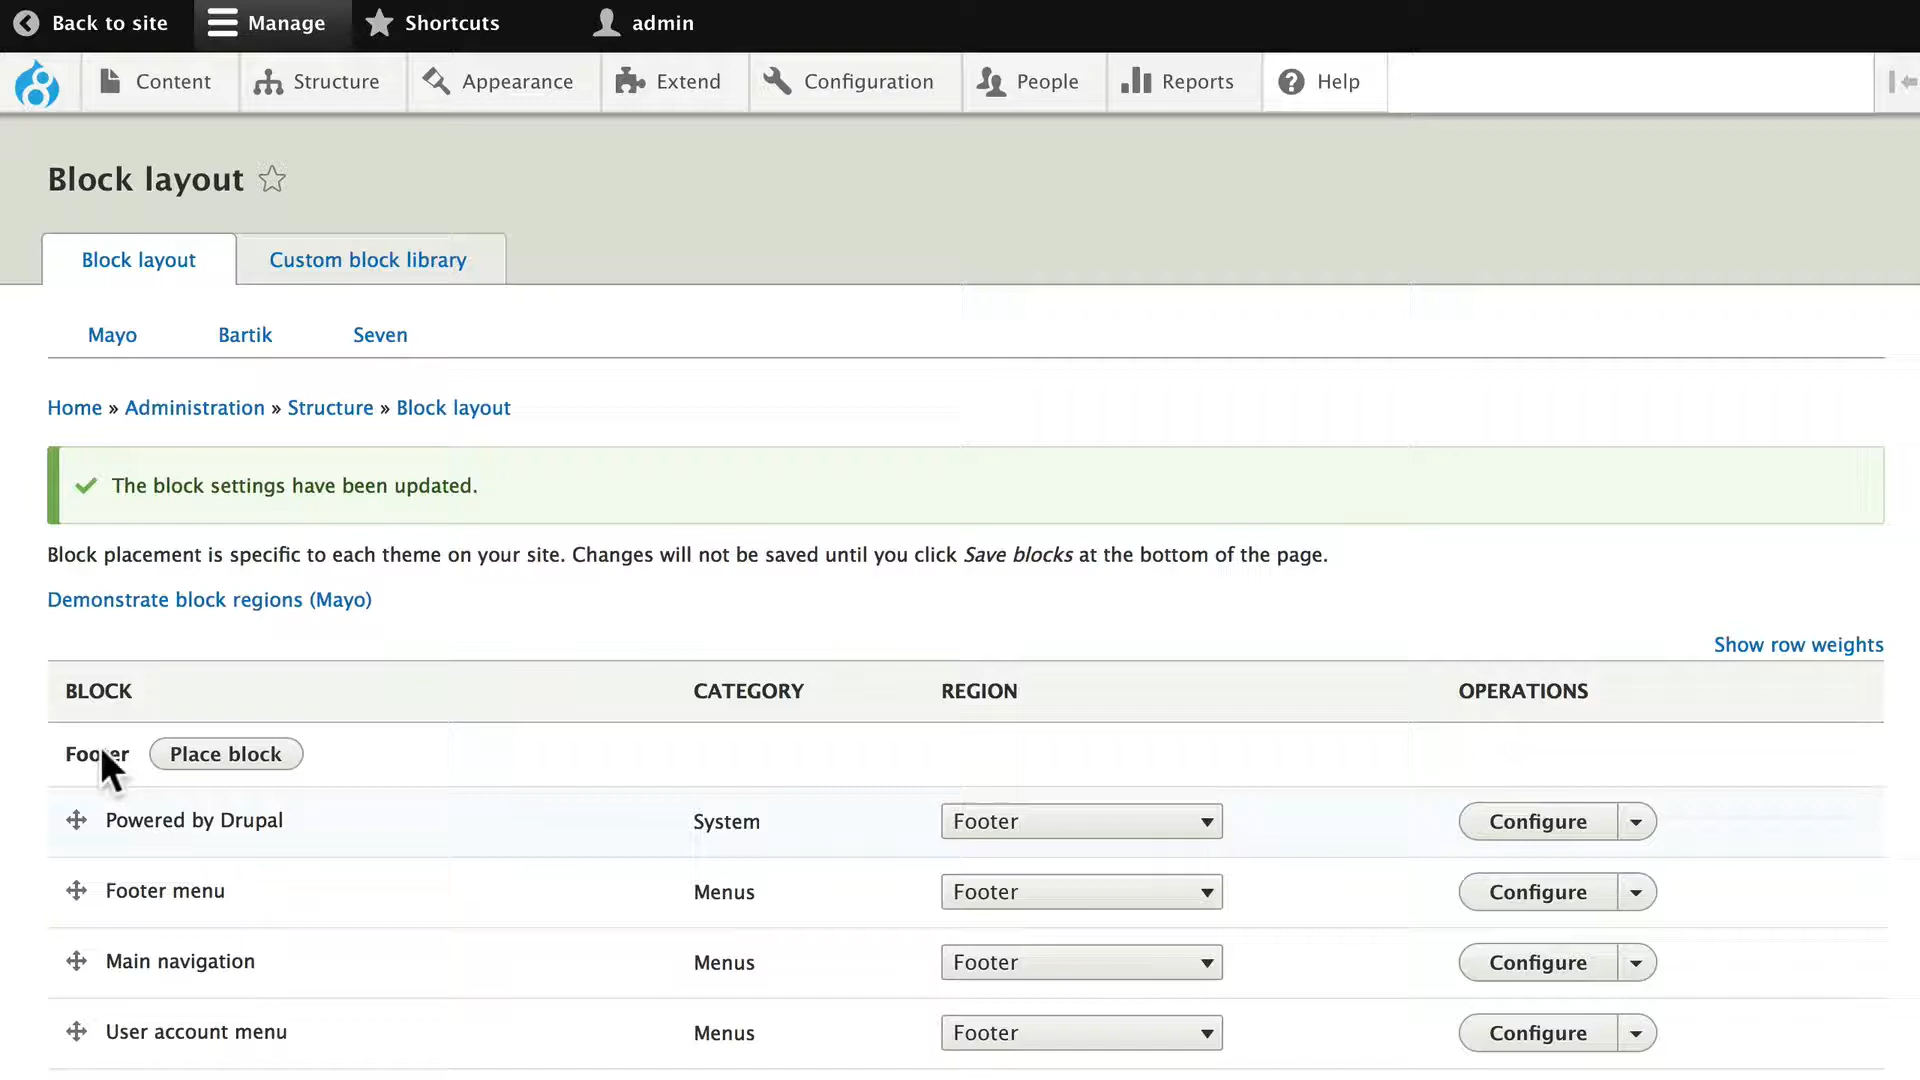 Back to site Manage Shortcuts admin
Content Structure Appearance Extend Configuration People Reports Help
Block layout
Block layout Custom block library
Mayo Bartik Seven
Home » Administration » Structure » Block layout
The block settings have been updated.
Block placement is specific to each theme on your site. Changes will not be saved until you click Save blocks at the bottom of the page.
Demonstrate block regions (Mayo)
Show row weights
BLOCK CATEGORY REGION OPERATIONS
Footer Place block
Powered by Drupal System Footer Configure
Footer menu Menus Footer Configure
Main navigation Menus Footer Configure
User account menu Menus Footer Configure